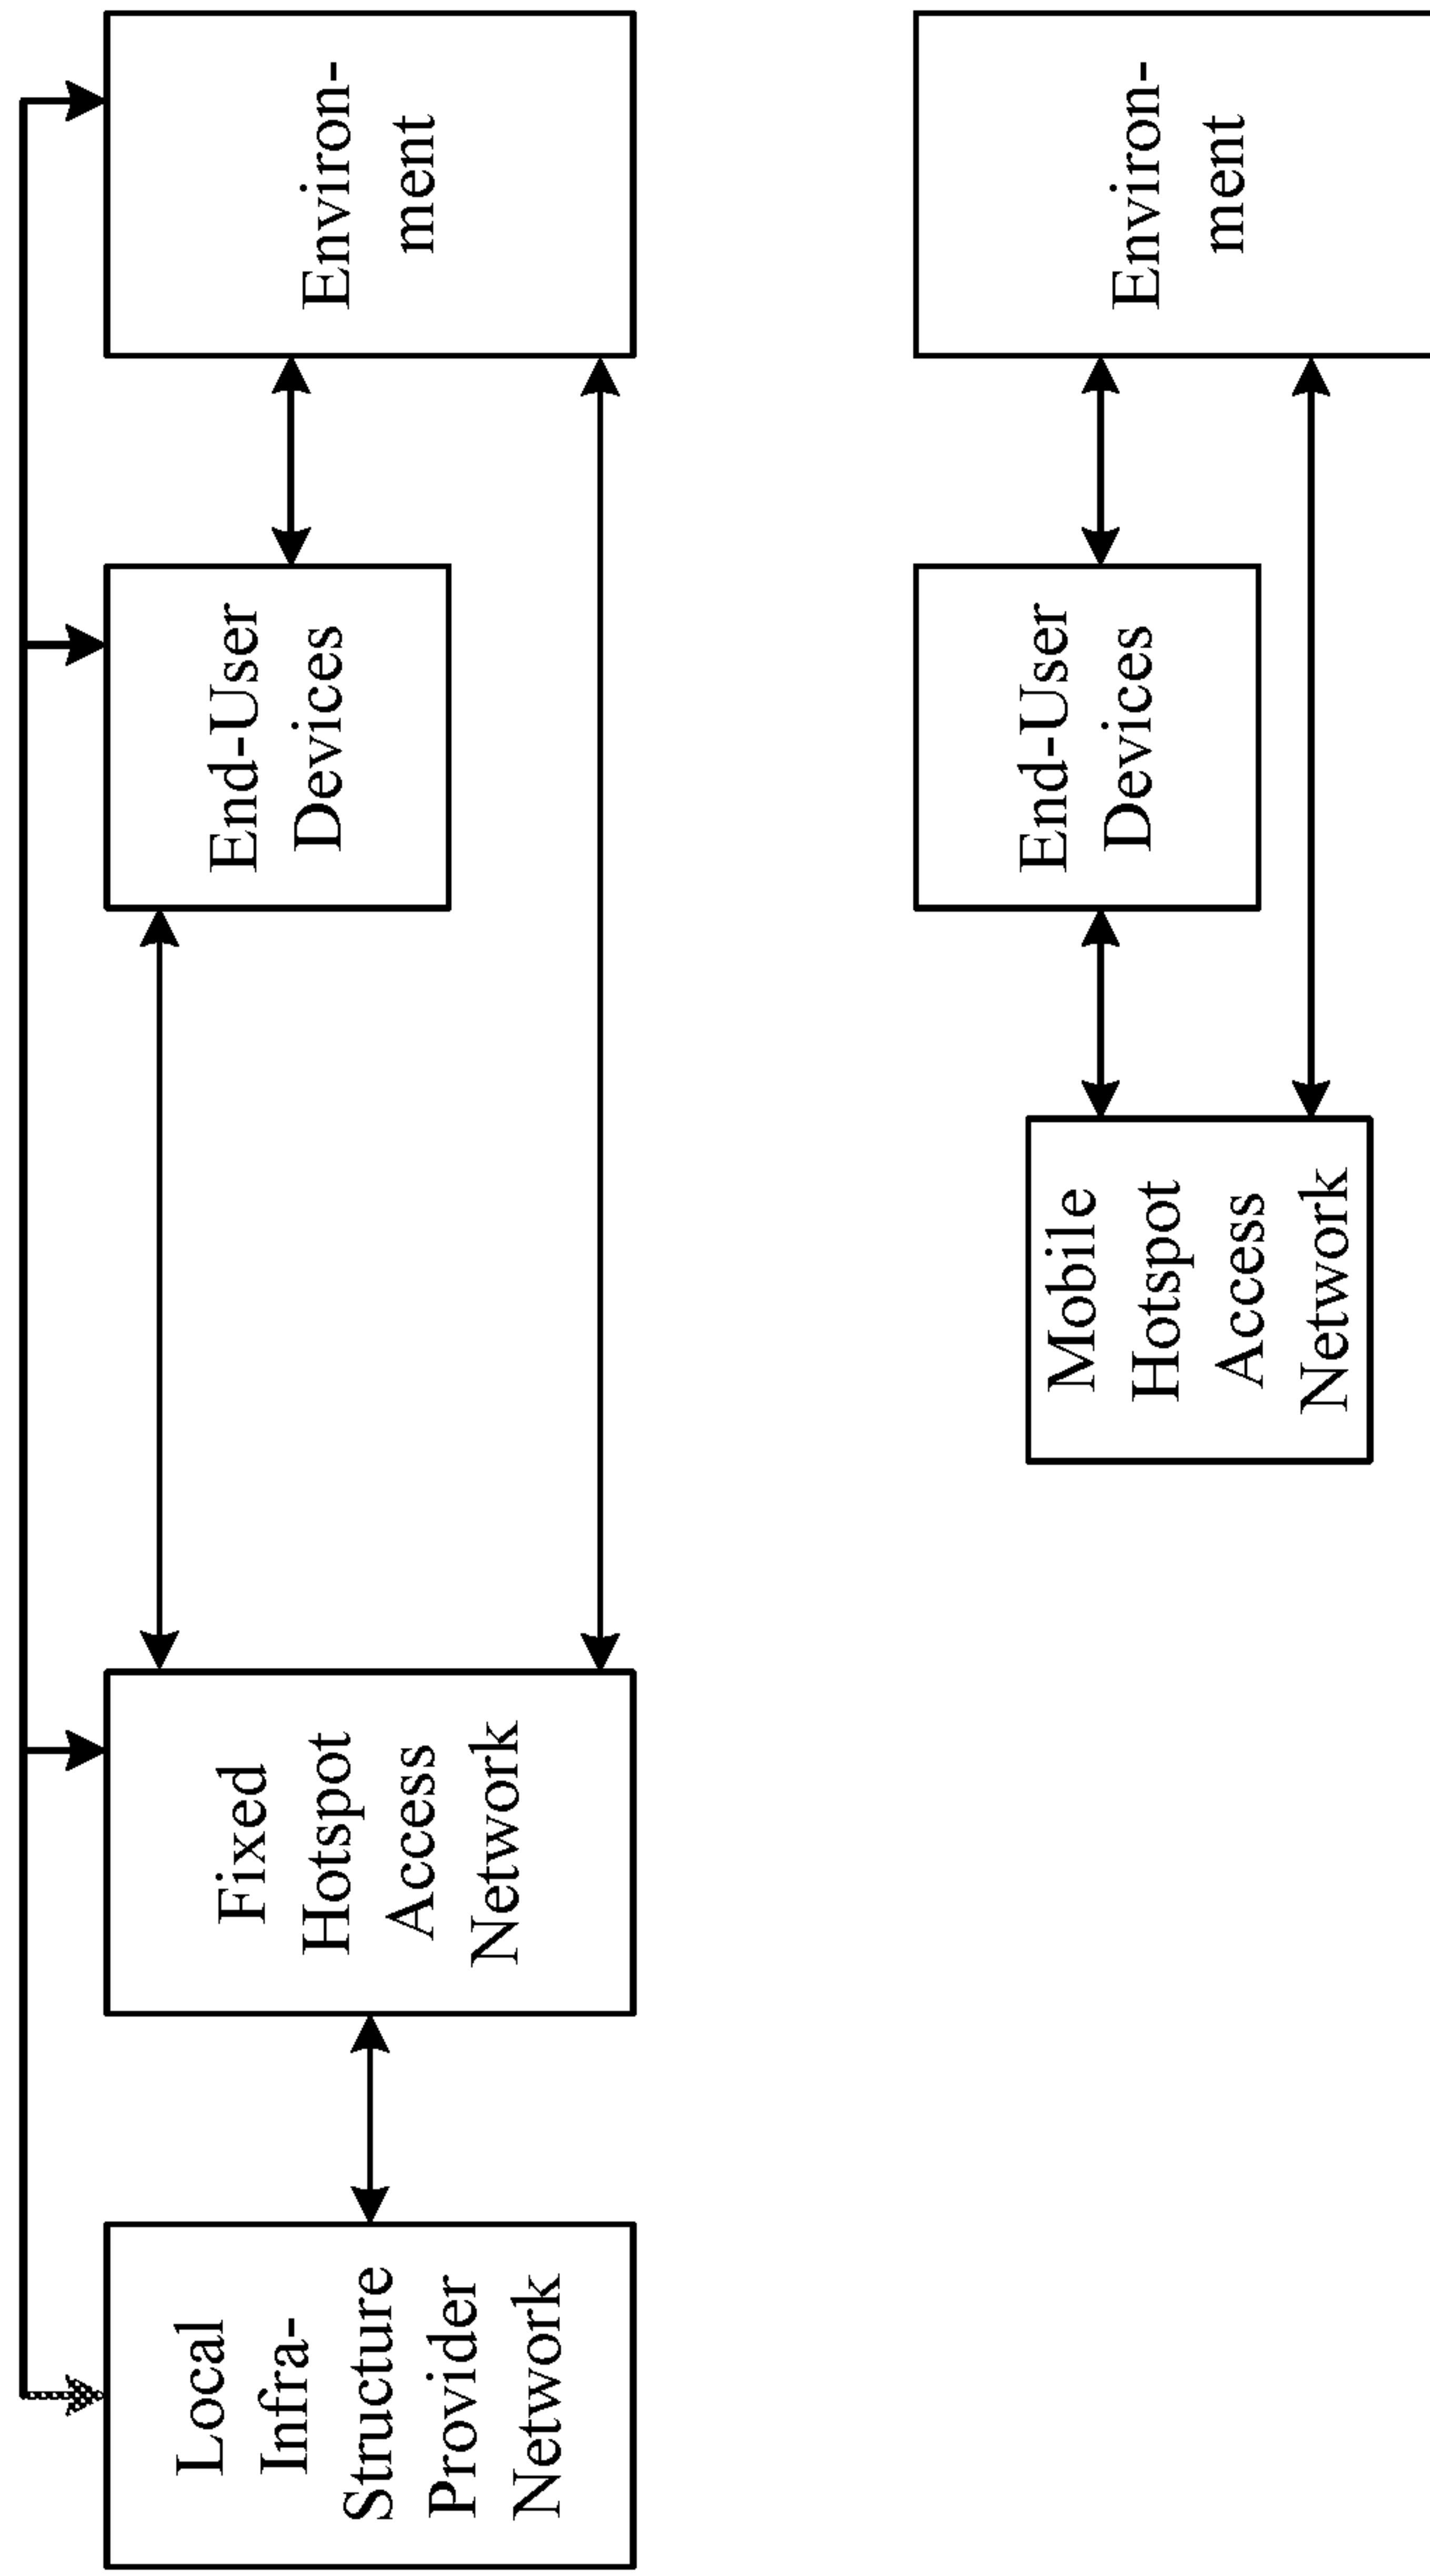 Local
Infra-
Structure
Provider
Network
Fixed
Hotspot
Access
Network
End-User
Devices
Environ-
ment
Mobile
Hotspot
Access
Network
End-User
Devices
Environ-
ment